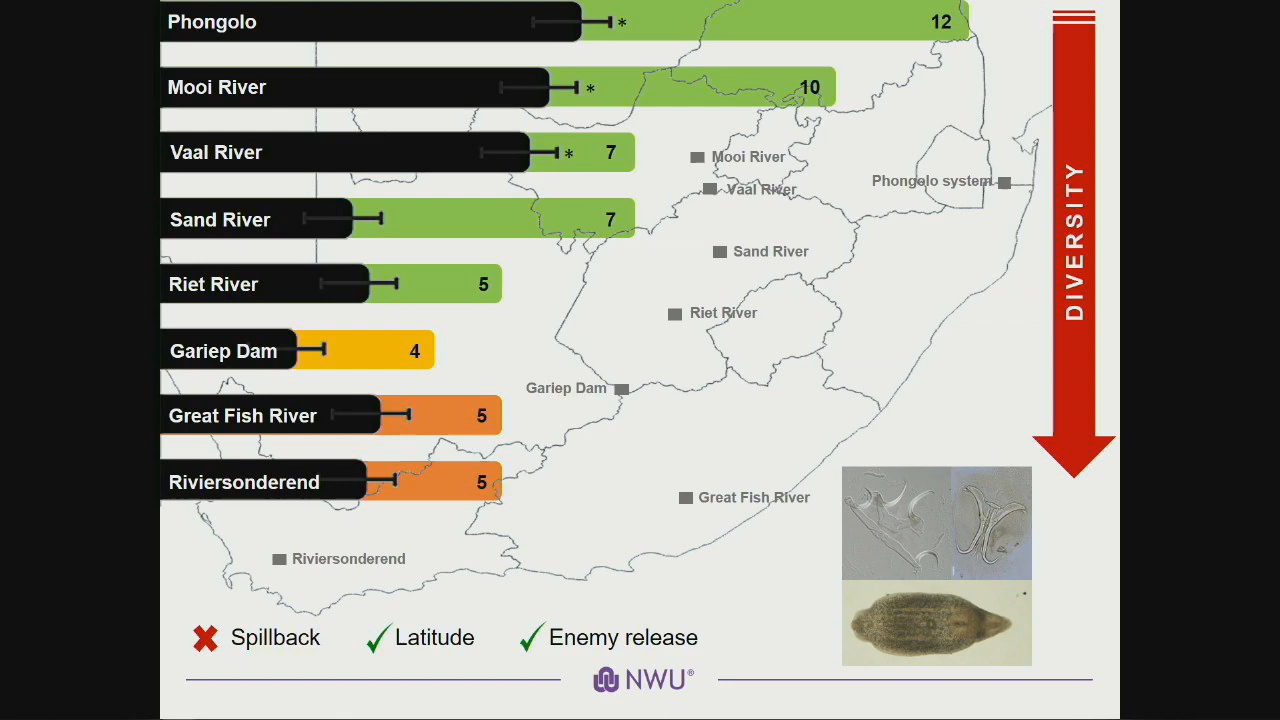 Phongolo * 12
Mooi River * 10
Vaal River * 7
Sand River 7
Riet River 5
Gariep Dam 4
Great Fish River 5
Riviersonderend 5
Mooi River
Vaal River
Phongolo system
Sand River
Riet River
Gariep Dam
Great Fish River
Riviersonderend
DIVERSITY
Spillback
Latitude
Enemy release
NWU®